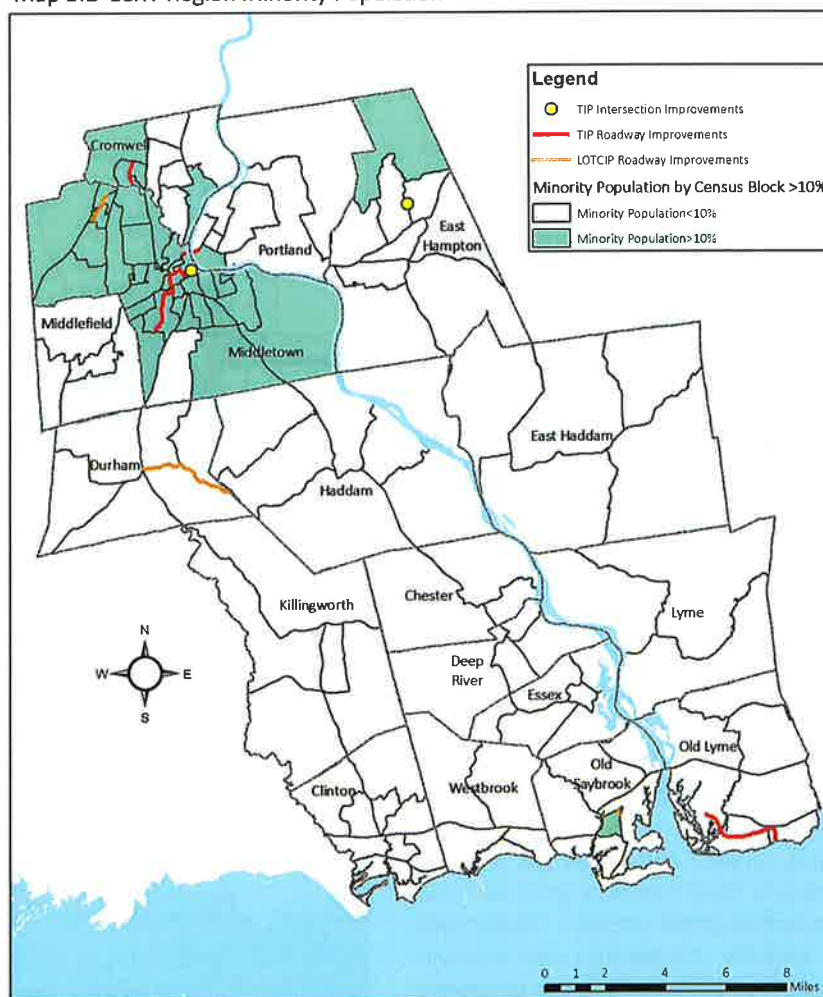 Legend
TIP Intersection Improvements
TIP Roadway Improvements
LOTCIP Roadway Improvements
Minority Population by Census Block >10%
Minority Population<10%
Minority Population>10%
Cromwell
Portland
East
Hampton
Middlefield
Middletown
East Haddam
Durham
Haddam
Killingworth
Chester
Lyme
N
W E
S
Deep
River
Essex
Old Lyme
Old
Saybrook
Clinton
Westbrook
0 1 2 4 6 8
Miles